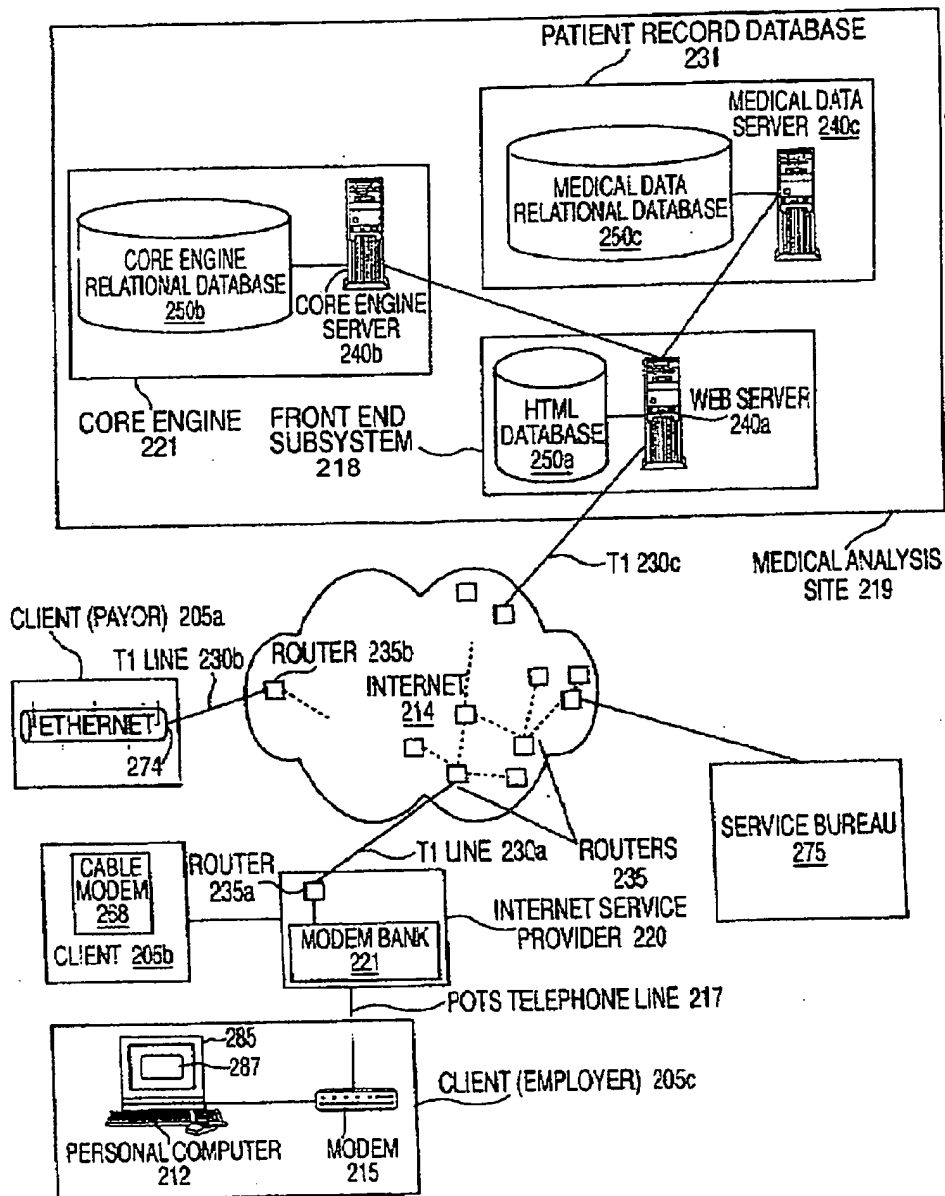 PATIENT RECORD DATABASE
231
MEDICAL DATA
SERVER 240c
MEDICAL DATA
RELATIONAL DATABASE
250c
CORE ENGINE
RELATIONAL DATABASE
250b
CORE ENGINE
SERVER
240b
CORE ENGINE
221
FRONT END
SUBSYSTEM
218
HTML
DATABASE
250a
WEB SERVER
240a
T1 230c
MEDICAL ANALYSIS
SITE 219
CLIENT (PAYOR) 205a
T1 LINE 230b
ROUTER 235b
INTERNET
214
ETHERNET
274
SERVICE BUREAU
275
ROUTERS
235
T1 LINE 230a
ROUTER
235a
CABLE
MODEM
268
CLIENT 205b
MODEM BANK
221
INTERNET SERVICE
PROVIDER 220
POTS TELEPHONE LINE 217
285
287
CLIENT (EMPLOYER) 205c
PERSONAL COMPUTER
212
MODEM
215